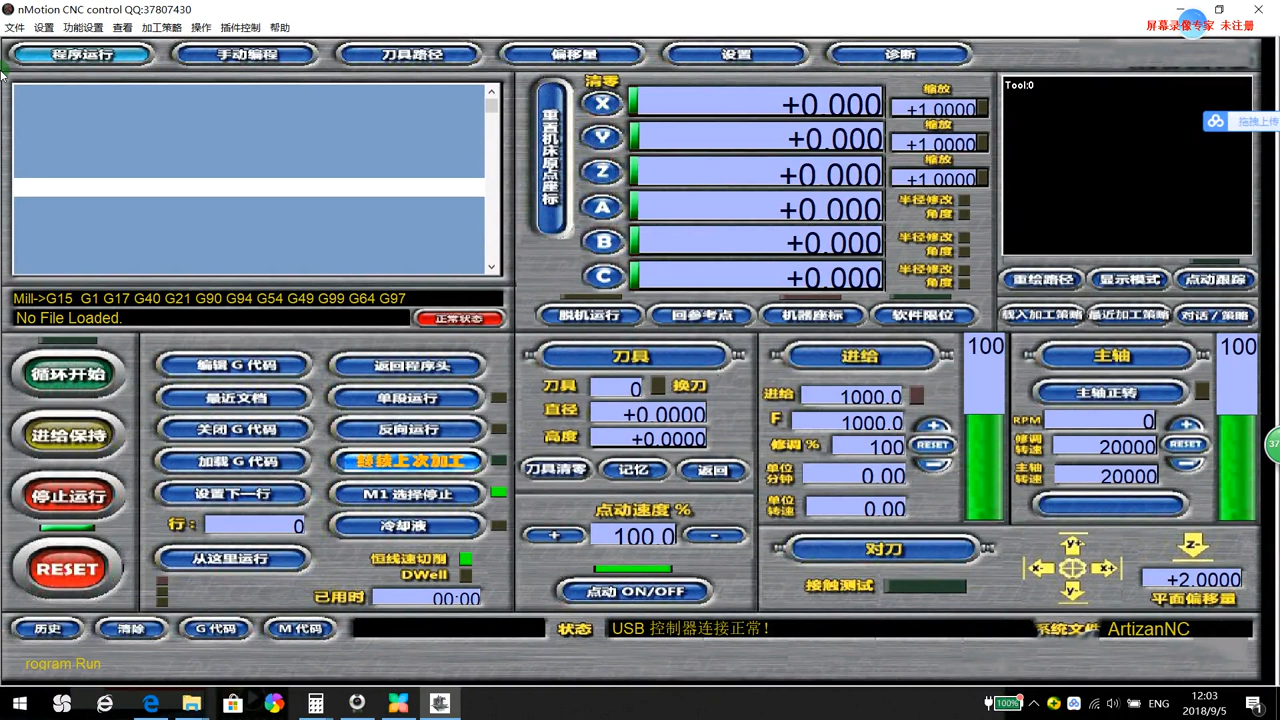 nMotion CNC control QQ:37807430
文件 设置 功能设置 查看 加工策略 操作 插件控制 帮助
屏幕录像专家 未注册
程序运行 手动编程 刀具路径 偏移量 设置 诊断
清零
重置机床原点座标
X +0.000
Y +0.000
Z +0.000
A +0.000
B +0.000
C +0.000
缩放
+1.0000
缩放
+1.0000
缩放
+1.0000
半径修改
角度
半径修改
角度
半径修改
角度
Tool:0
拖拽上传
重绘路径 显示模式 点动跟踪
Mill->G15 G1 G17 G40 G21 G90 G94 G54 G49 G99 G64 G97
No File Loaded.
正常状态
脱机运行 回参考点 机器座标 软件限位
载入加工策略 最近加工策略 对话 / 策略
循环开始
进给保持
停止运行
RESET
编辑 G 代码 返回程序头
最近文档 单段运行
关闭 G 代码 反向运行
加载 G 代码 继续上次加工
设置下一行 M1 选择停止
行: 0 冷却液
从这里运行 恒线速切削
DWell
已用时 00:00
刀具
刀具 0 换刀
直径 +0.0000
高度 +0.0000
刀具清零 记忆 返回
点动速度 %
+ 100.0 -
点动 ON/OFF
进给 100
进给 1000.0
F 1000.0
修调 % 100
RESET
单位
分钟 0.00
单位
转速 0.00
主轴 100
主轴正转
RPM 0
修调
转速 20000
RESET
主轴
转速 20000
对刀
接触测试
Y+
X- X+
Y-
Z-
+2.0000
平面偏移量
历史 清除 G 代码 M 代码
状态 USB 控制器连接正常！
系统文件 ArtizanNC
rogram Run
37
100%
ENG
12:03
2018/9/5
1